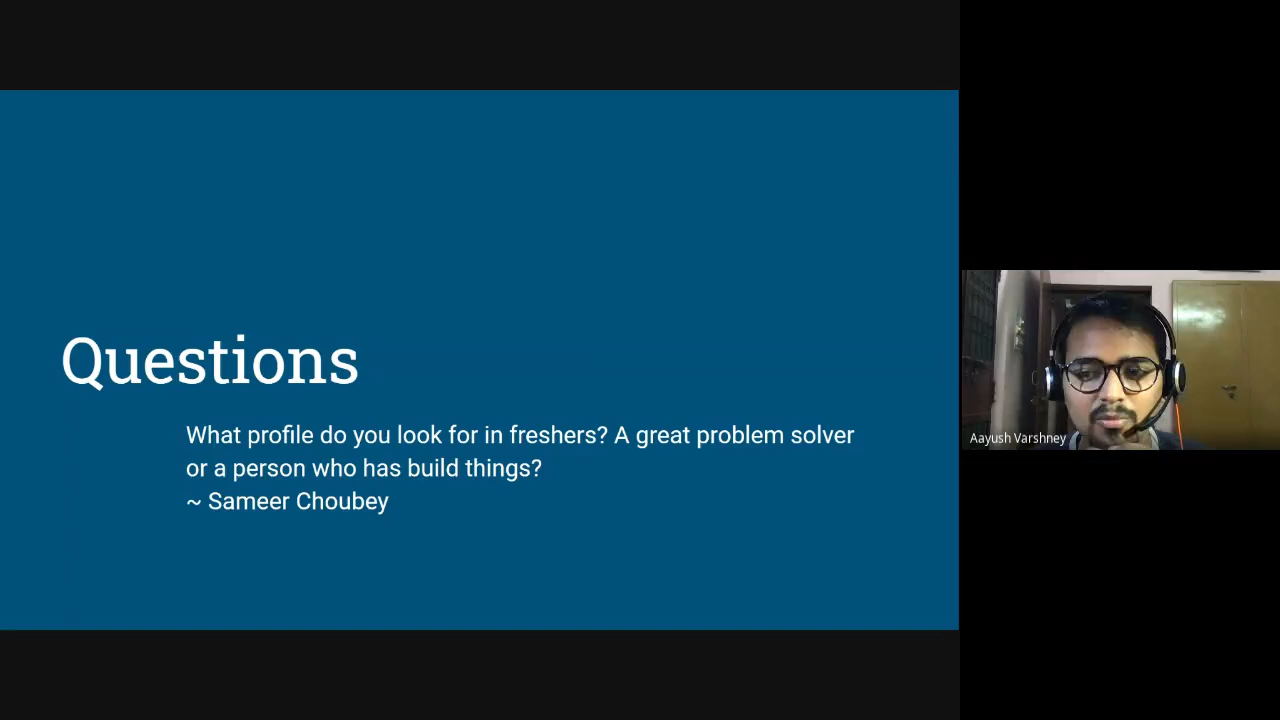 Questions
What profile do you look for in freshers? A great problem solver
or a person who has build things?
~ Sameer Choubey
Aayush Varshney